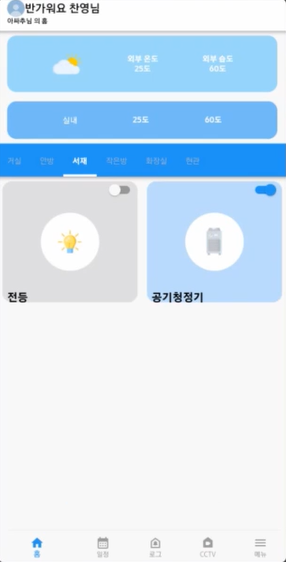 반가워요 찬영님
아싸추님 의 홈
외부 온도 외부 습도
25도 60도
실내 25도 60도
거실 안방 서재 작은방 화장실 현관
전등 공기청정기
홈 일정 로그 CCTV 메뉴